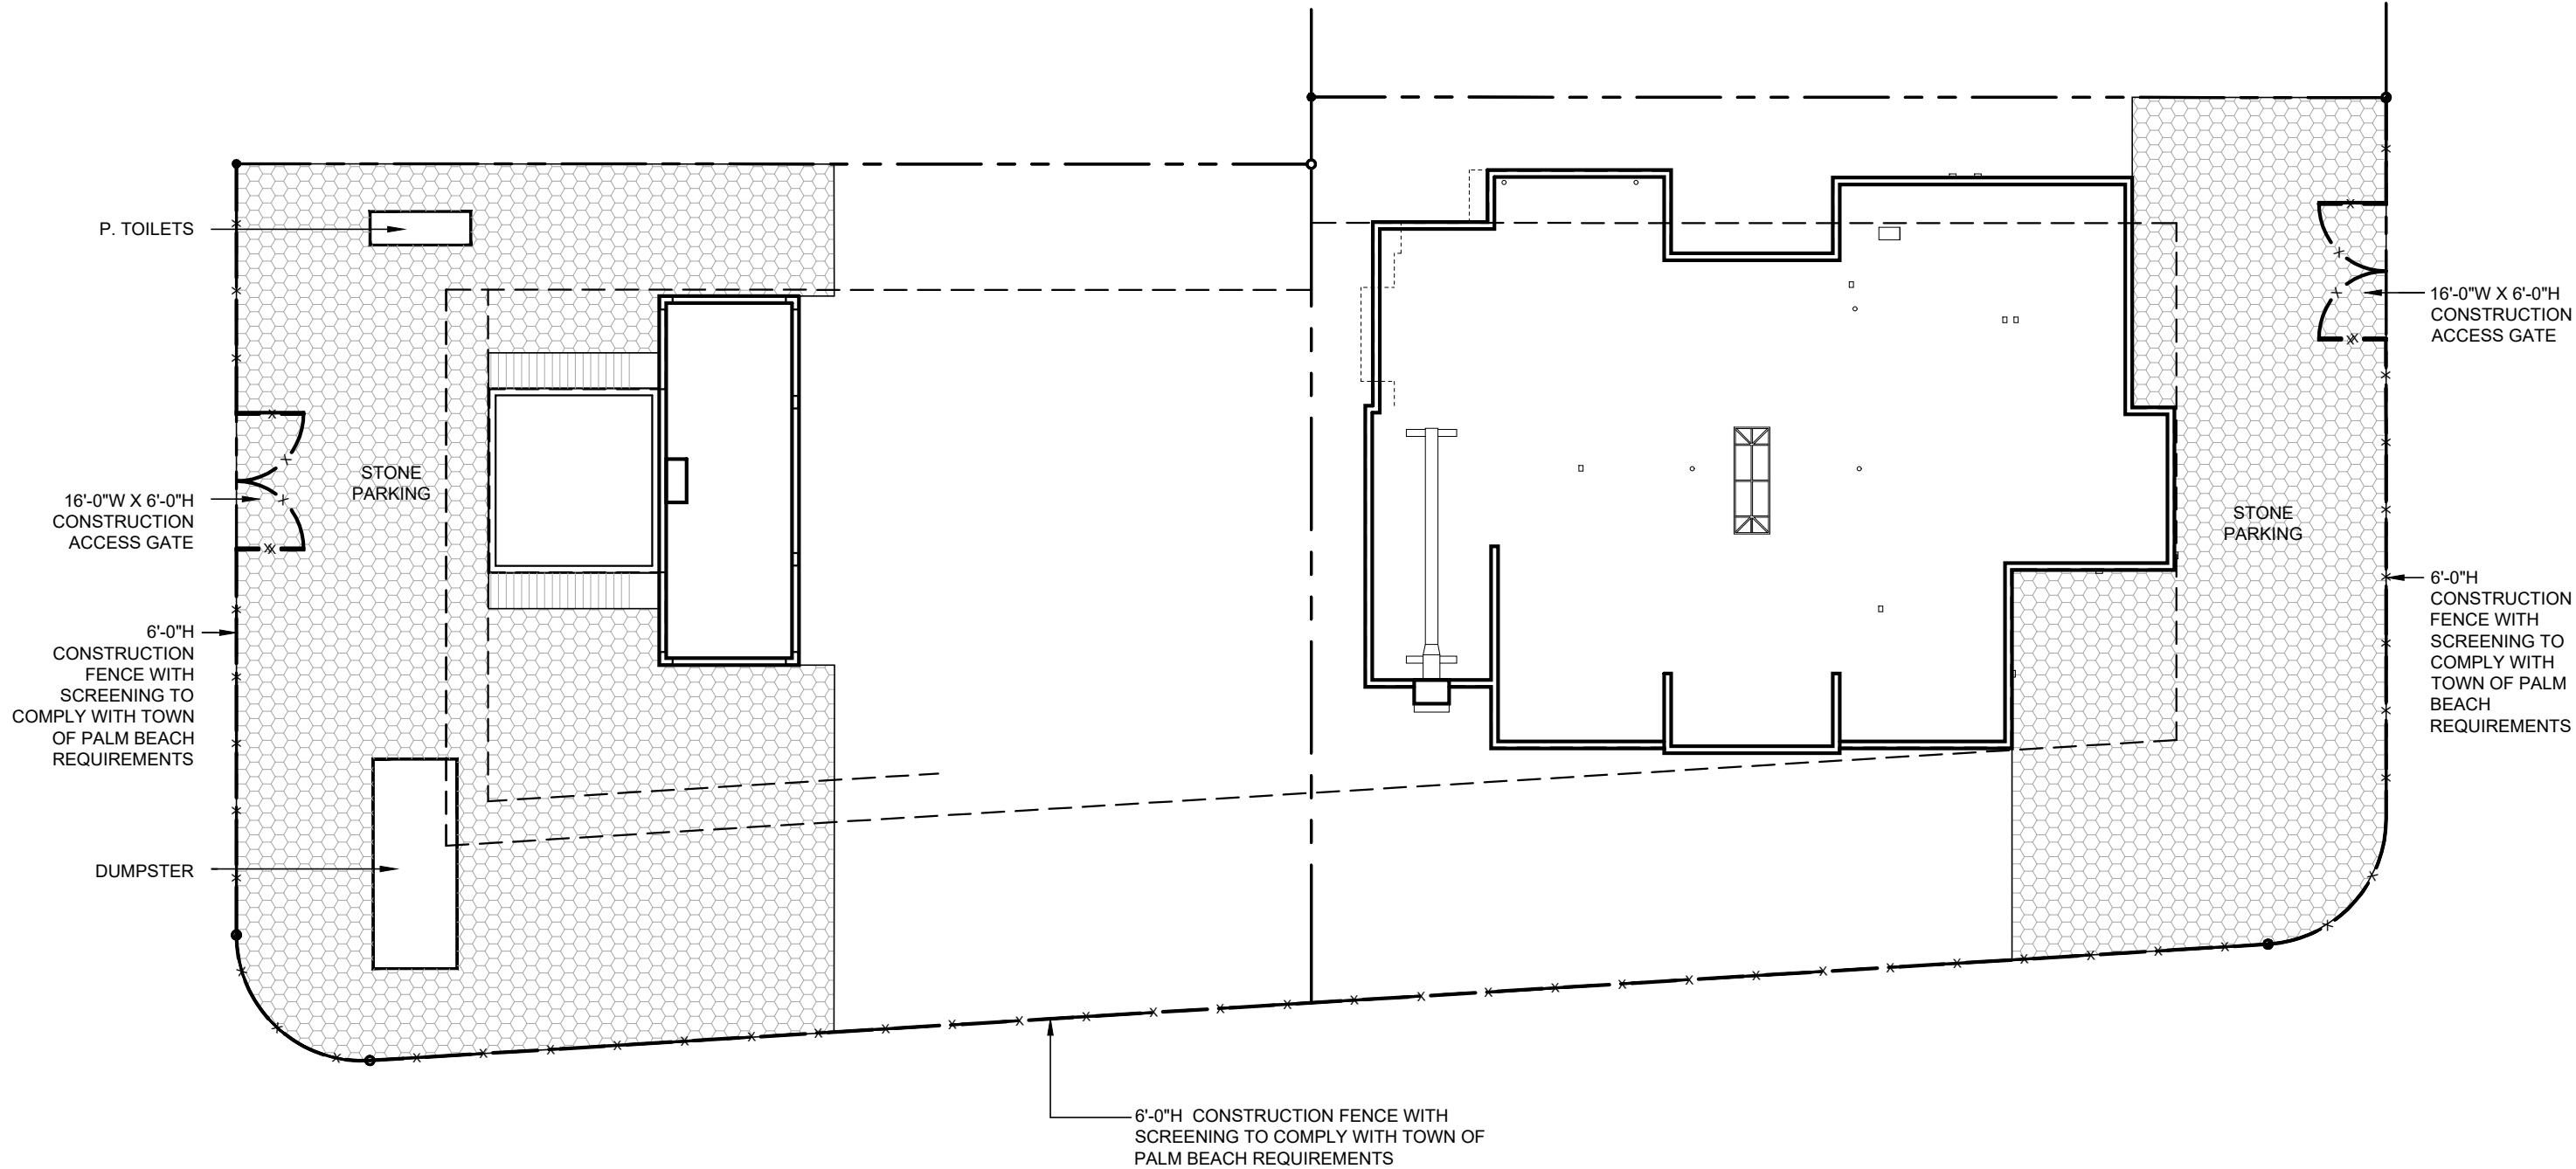 P. TOILETS
16'-0"W X 6'-0"H
CONSTRUCTION
ACCESS GATE
STONE
PARKING
16'-0"W X 6'-0"H
CONSTRUCTION
ACCESS GATE
STONE
PARKING
6'-0"H
CONSTRUCTION
FENCE WITH
SCREENING TO
COMPLY WITH
TOWN OF PALM
BEACH
REQUIREMENTS
6'-0"H
CONSTRUCTION
FENCE WITH
SCREENING TO
COMPLY WITH TOWN
OF PALM BEACH
REQUIREMENTS
DUMPSTER
6'-0"H CONSTRUCTION FENCE WITH
SCREENING TO COMPLY WITH TOWN OF
PALM BEACH REQUIREMENTS